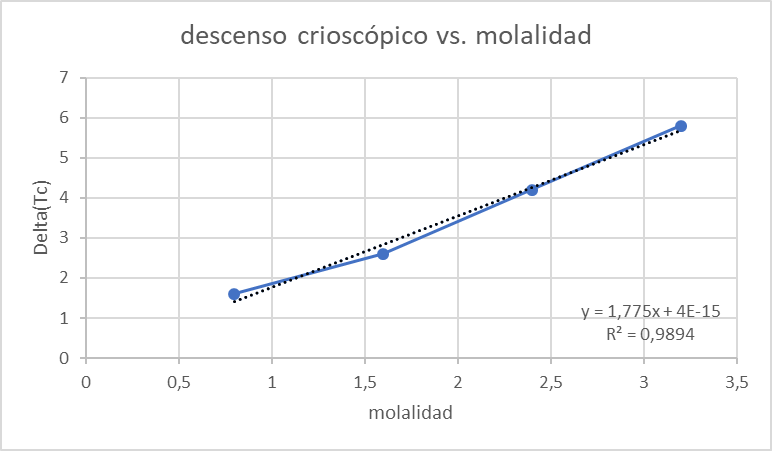 descenso crioscópico vs. molalidad
7
6
5
4
3
2
1
0
Delta(Tc)
y = 1,775x + 4E-15
R² = 0,9894
0 0,5 1 1,5 2 2,5 3 3,5
molalidad